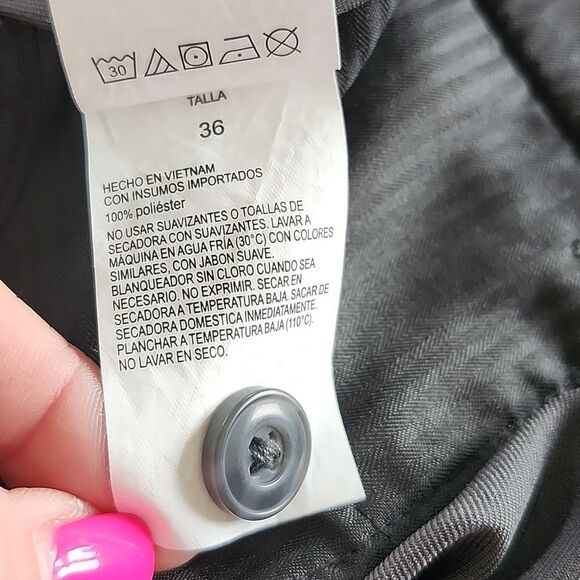 30
TALLA
36
HECHO EN VIETNAM
CON INSUMOS IMPORTADOS
100% poliéster
NO USAR SUAVIZANTES O TOALLAS DE
SECADORA CON SUAVIZANTES. LAVAR A
MÁQUINA EN AGUA FRÍA (30°C) CON COLORES
SIMILARES, CON JABON SUAVE.
BLANQUEADOR SIN CLORO CUANDO SEA
NECESARIO. NO EXPRIMIR. SECAR EN
SECADORA A TEMPERATURA BAJA. SACAR DE
SECADORA DOMESTICA INMEDIATAMENTE.
PLANCHAR A TEMPERATURA BAJA (110°C).
NO LAVAR EN SECO.